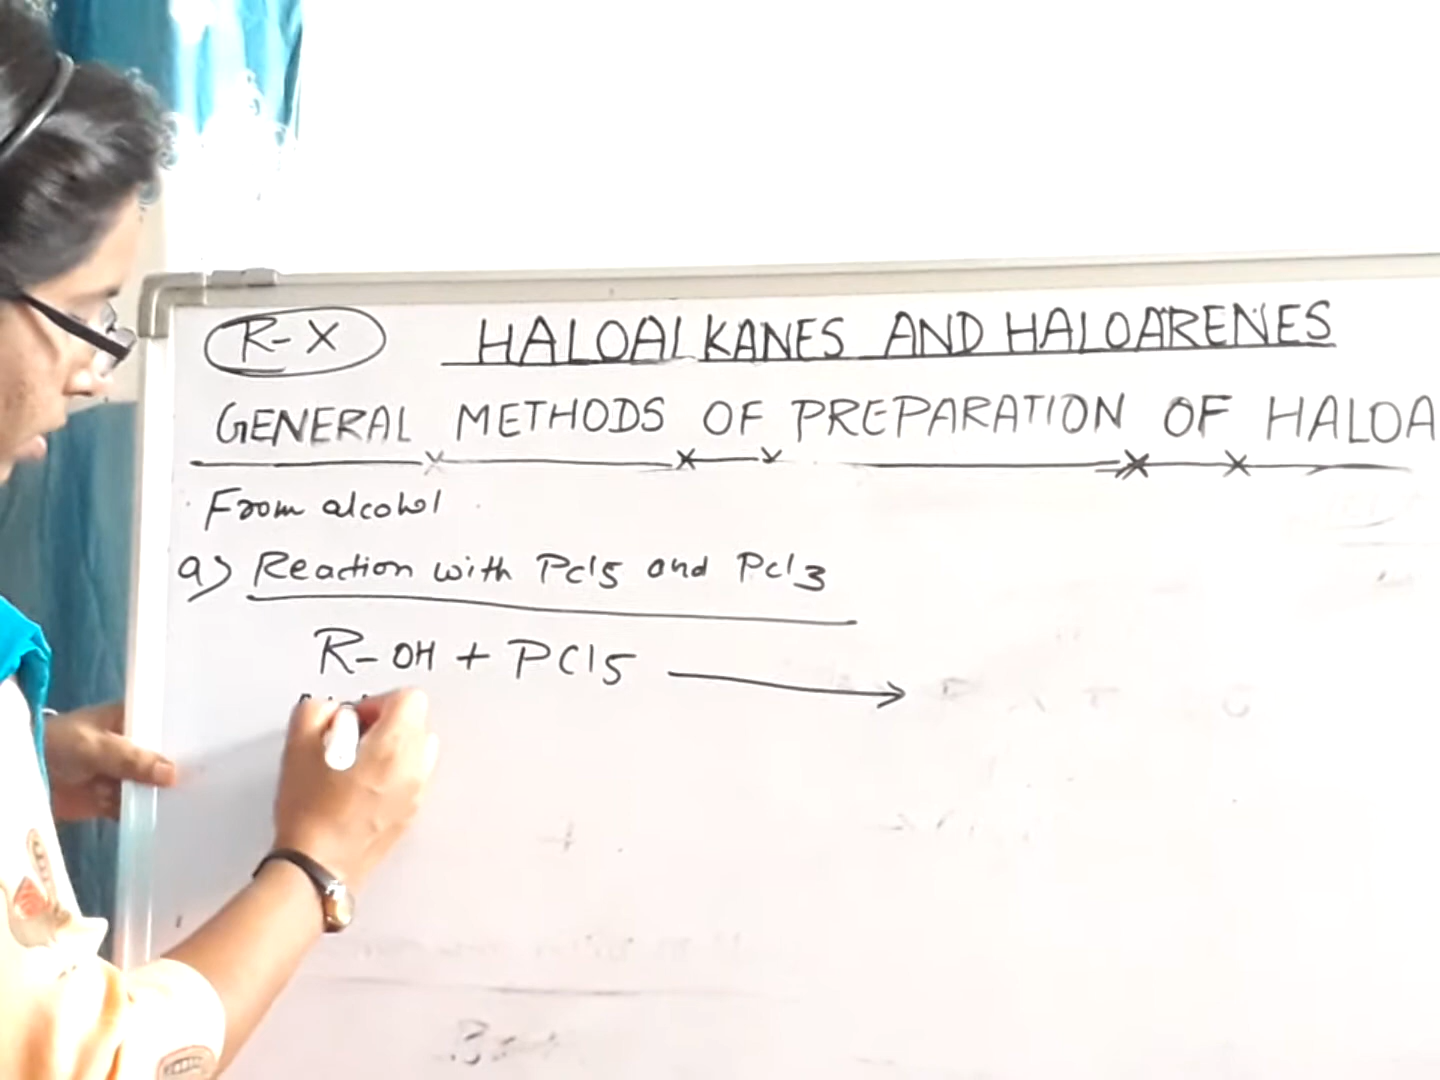 R-X HALOALKANES AND HALOARENES
GENERAL METHODS OF PREPARATION OF HALOA
From alcohol
a) Reaction with Pcl5 and Pcl3
R-OH + PCl5 →